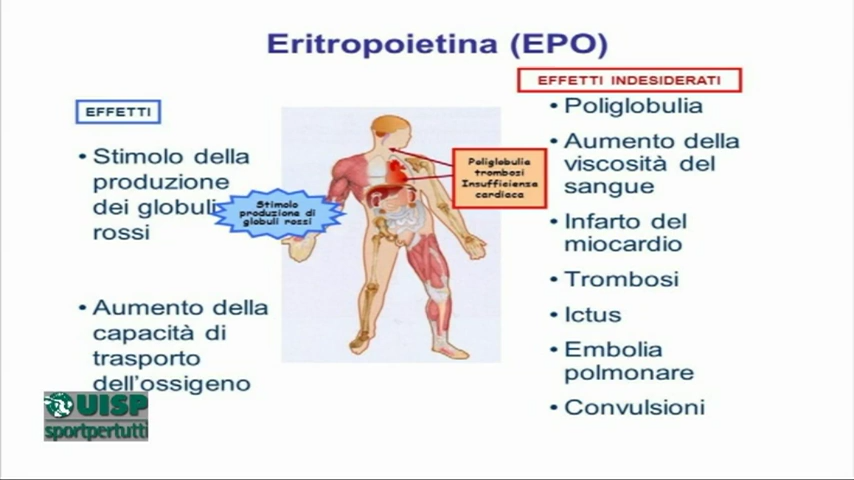 Eritropoietina (EPO)
EFFETTI
• Stimolo della
produzione
dei globuli
rossi
• Aumento della
capacità di
trasporto
dell'ossigeno
Stimolo
produzione di
globuli rossi
Poliglobulia
trombosi
Insufficienza
cardiaca
EFFETTI INDESIDERATI
• Poliglobulia
• Aumento della
viscosità del
sangue
• Infarto del
miocardio
• Trombosi
• Ictus
• Embolia
polmonare
• Convulsioni
UISP
sportpertutti